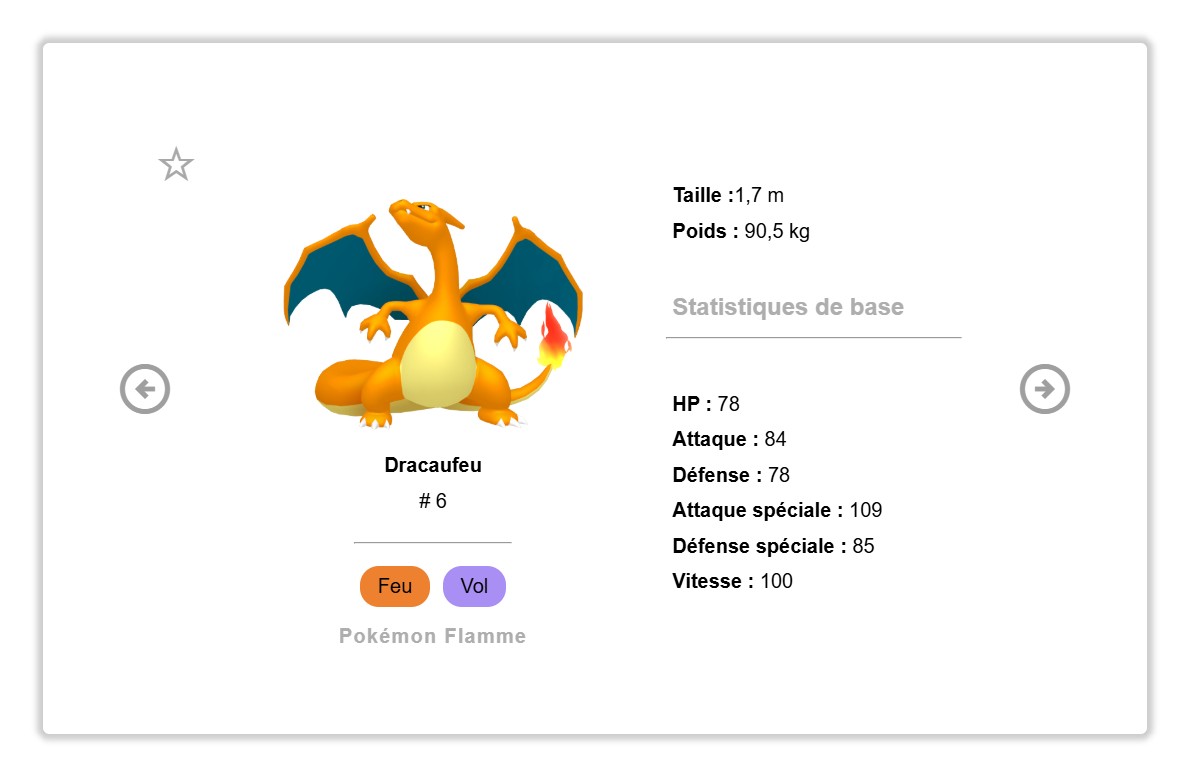 Dracaufeu
# 6
Feu Vol
Pokémon Flamme
Taille :1,7 m
Poids : 90,5 kg
Statistiques de base
HP : 78
Attaque : 84
Défense : 78
Attaque spéciale : 109
Défense spéciale : 85
Vitesse : 100